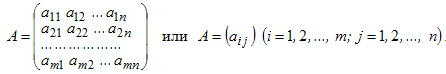 A = ( a₁₁ a₁₂ ... a₁ₙ
a₂₁ a₂₂ ... a₂ₙ
..................
aₘ₁ aₘ₂ ... aₘₙ ) или A = (aᵢⱼ) (i = 1, 2, ..., m; j = 1, 2, ..., n).